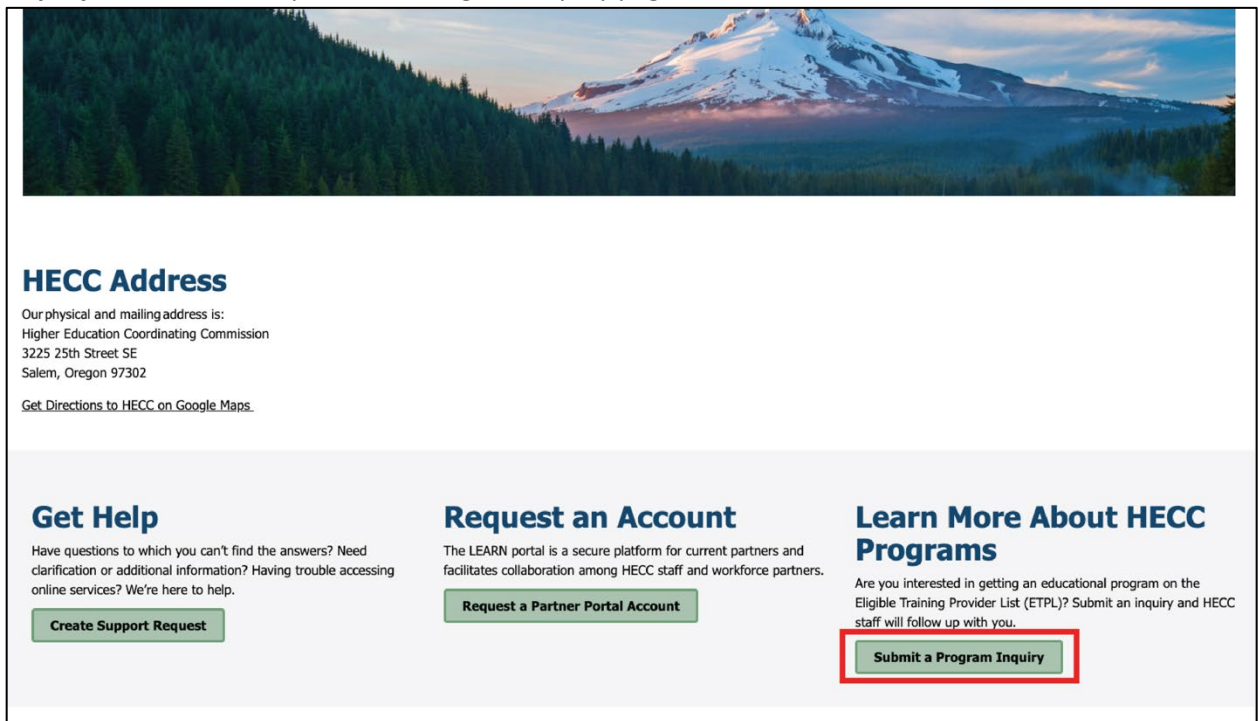 HECC Address
Our physical and mailing address is:
Higher Education Coordinating Commission
3225 25th Street SE
Salem, Oregon 97302
Get Directions to HECC on Google Maps
Get Help
Have questions to which you can't find the answers? Need
clarification or additional information? Having trouble accessing
online services? We're here to help.
Create Support Request
Request an Account
The LEARN portal is a secure platform for current partners and
facilitates collaboration among HECC staff and workforce partners.
Request a Partner Portal Account
Learn More About HECC
Programs
Are you interested in getting an educational program on the
Eligible Training Provider List (ETPL)? Submit an inquiry and HECC
staff will follow up with you.
Submit a Program Inquiry